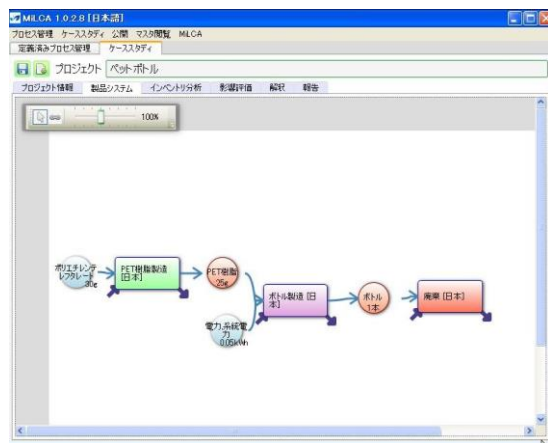 MiLCA 1.0.2.8 [日本語]
プロセス管理 ケーススタディ 公開 マスタ閲覧 MiLCA
定義済みプロセス管理 ケーススタディ
プロジェクト ペットボトル
プロジェクト情報 製品システム インベントリ分析 影響評価 解釈 報告
100%
ポリエチレンテ
レフタレート
30g
PET樹脂製造
[日本]
PET樹脂
25g
電力,系統電
力
0.05kWh
ボトル製造 [日
本]
ボトル
1本
廃棄 [日本]